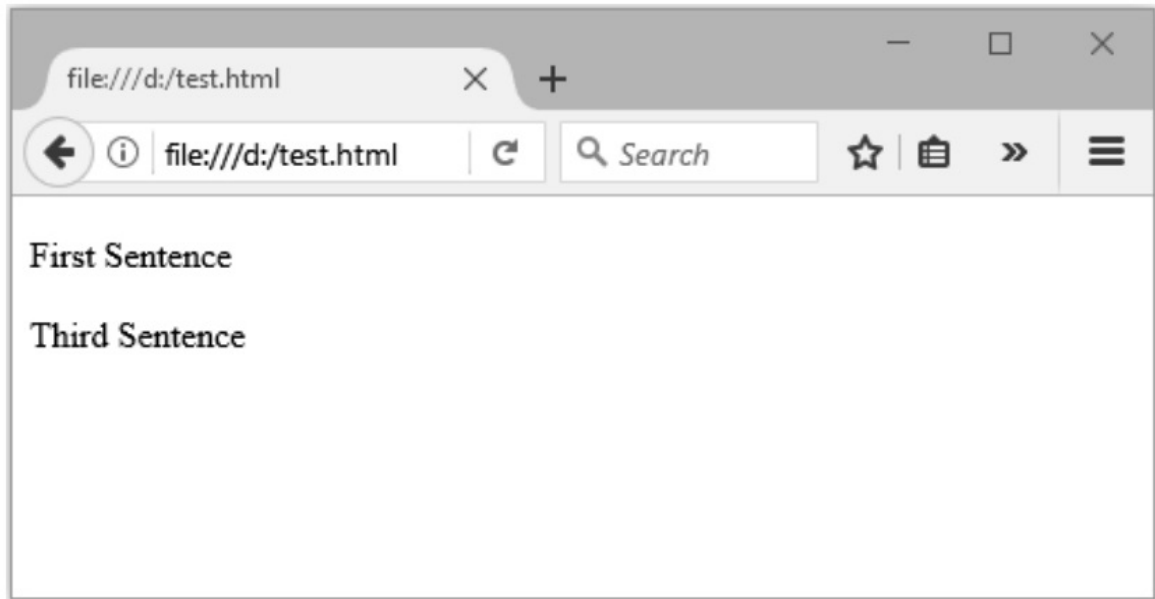 file:///d:/test.html
file:///d:/test.html
Search
First Sentence
Third Sentence